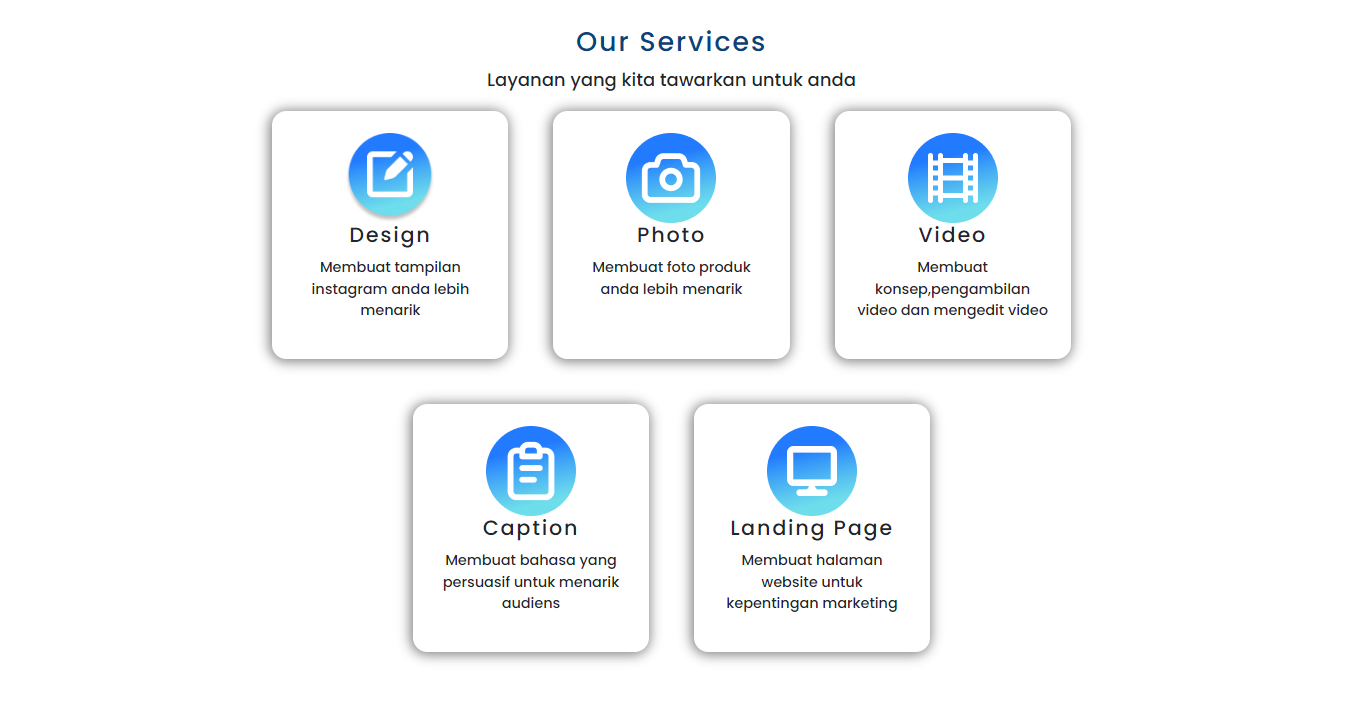 Our Services
Layanan yang kita tawarkan untuk anda
Design
Membuat tampilan
instagram anda lebih
menarik
Photo
Membuat foto produk
anda lebih menarik
Video
Membuat
konsep,pengambilan
video dan mengedit video
Caption
Membuat bahasa yang
persuasif untuk menarik
audiens
Landing Page
Membuat halaman
website untuk
kepentingan marketing